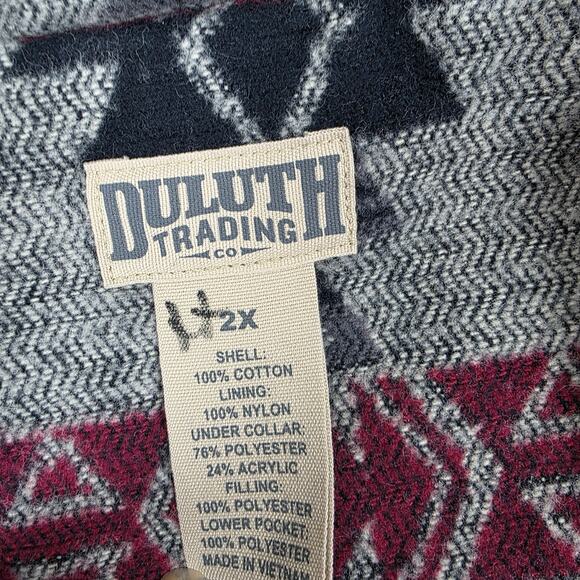 DULUTH
TRADING
CO
2X
SHELL:
100% COTTON
LINING:
100% NYLON
UNDER COLLAR:
76% POLYESTER
24% ACRYLIC
FILLING:
100% POLYESTER
LOWER POCKET:
100% POLYESTER
MADE IN VIETNAM